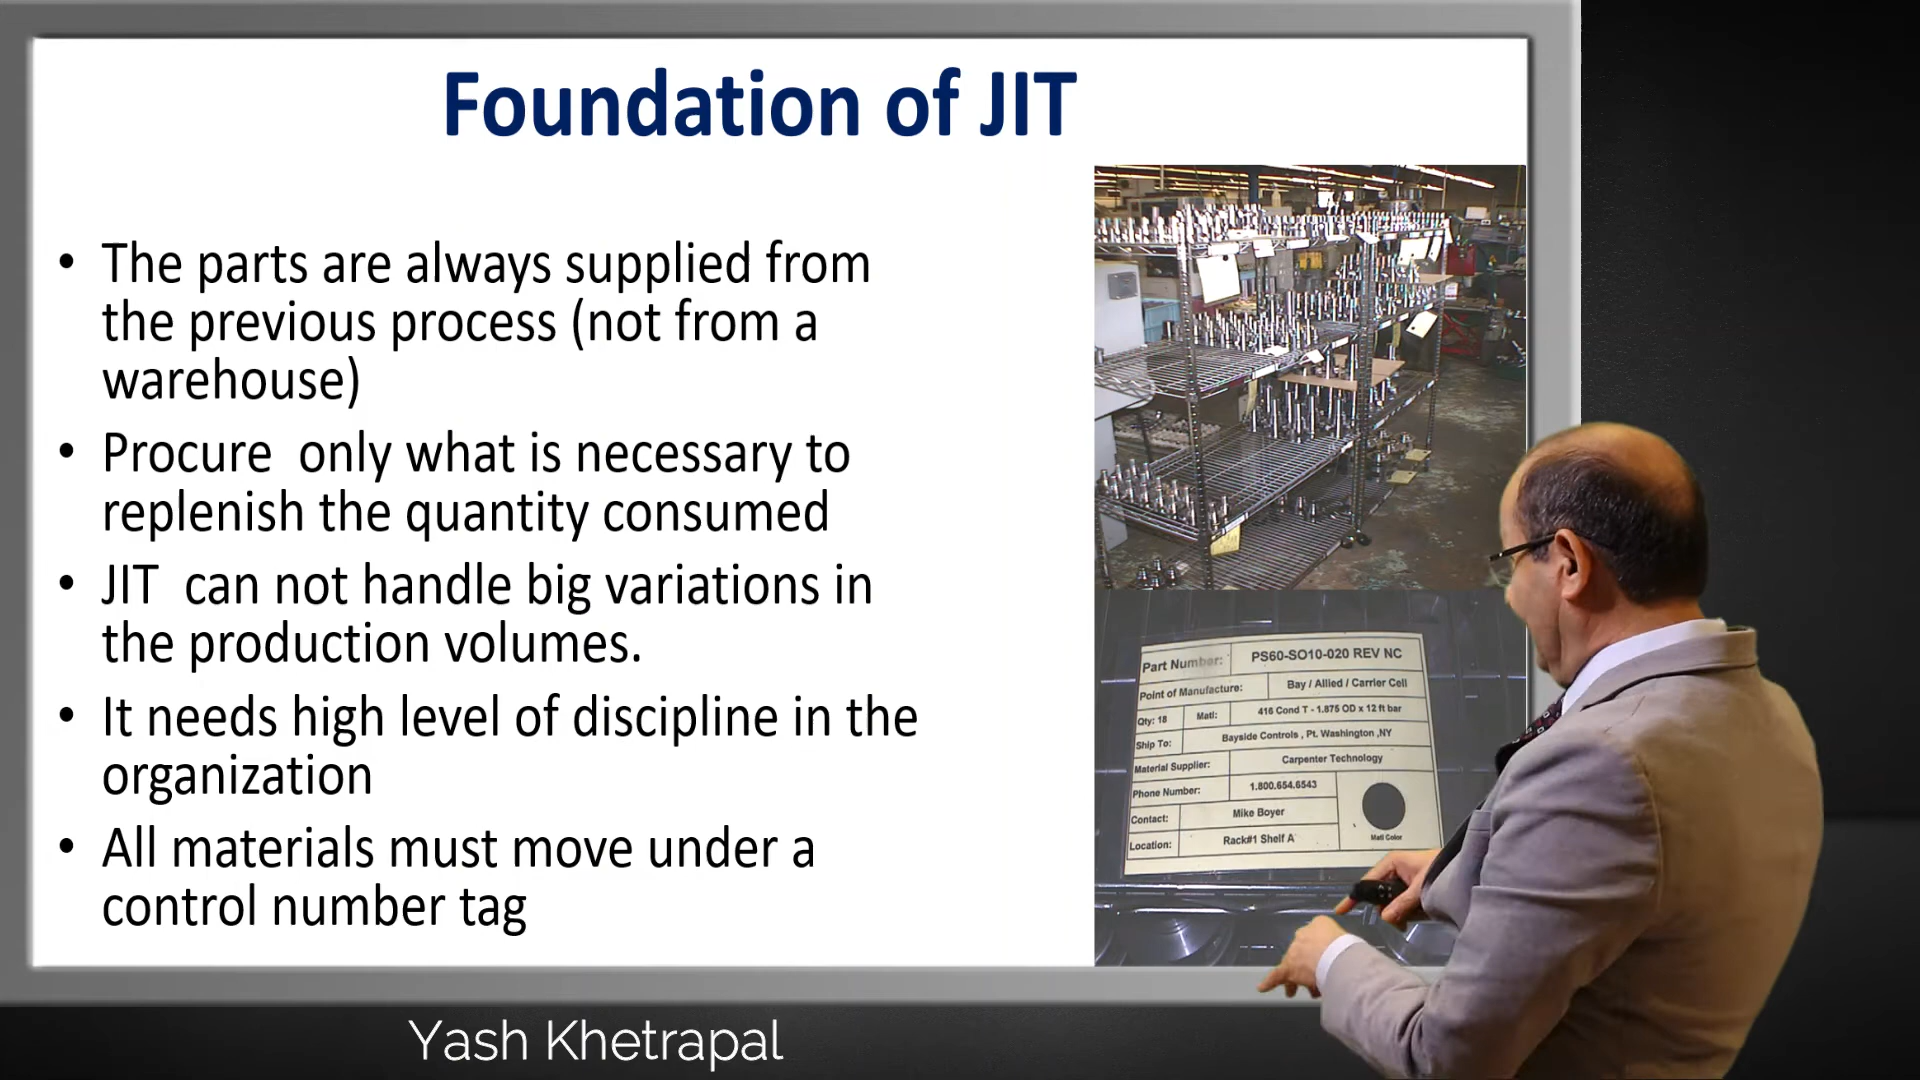 Foundation of JIT
• The parts are always supplied from
the previous process (not from a
warehouse)
• Procure only what is necessary to
replenish the quantity consumed
• JIT can not handle big variations in
the production volumes.
• It needs high level of discipline in the
organization
• All materials must move under a
control number tag
Part Number: PS60-SO10-020 REV NC
Point of Manufacture: Bay / Allied / Carrier Cell
Qty: 18 Matl: 416 Cond T - 1.875 OD x 12 ft bar
Ship To: Bayside Controls , Pt. Washington ,NY
Material Supplier: Carpenter Technology
Phone Number: 1.800.654.6543
Contact: Mike Boyer
Location: Rack#1 Shelf A
Matl Color
Yash Khetrapal